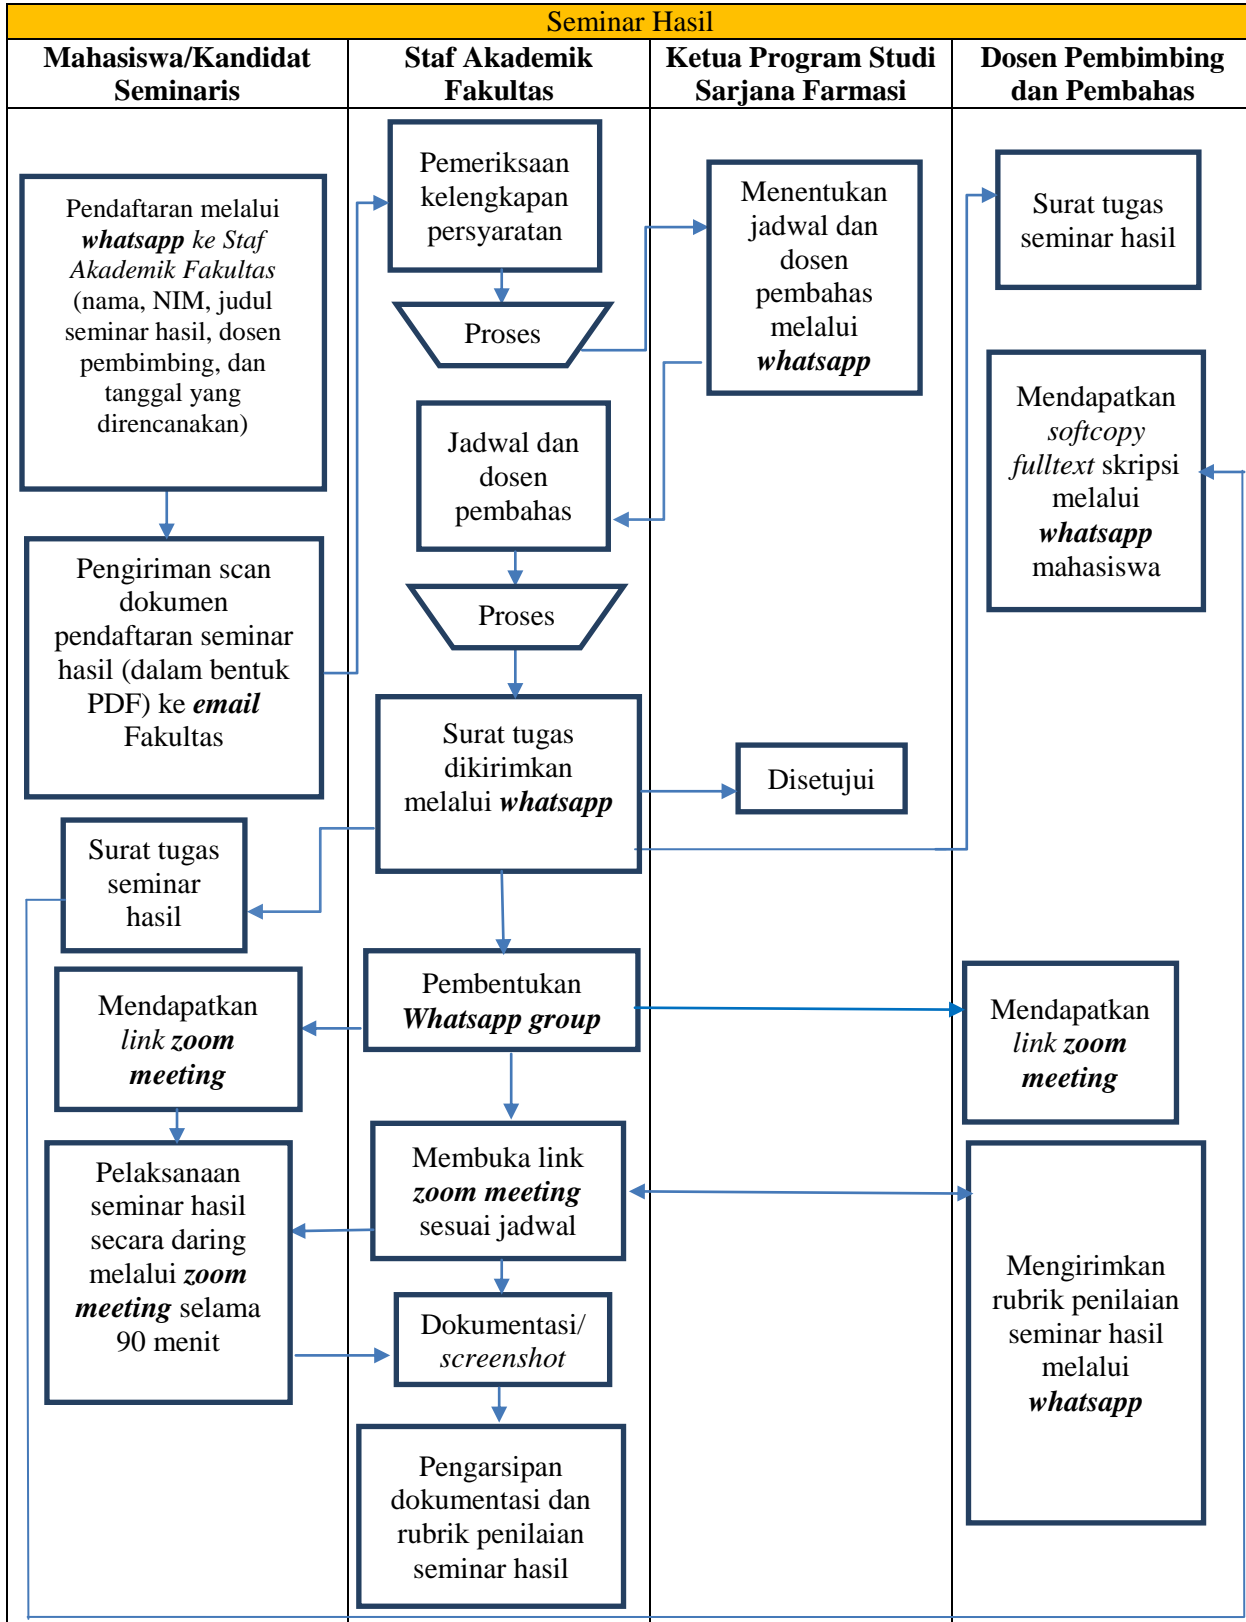 Seminar Hasil
Mahasiswa/Kandidat
Seminaris
Staf Akademik
Fakultas
Ketua Program Studi
Sarjana Farmasi
Dosen Pembimbing
dan Pembahas
Pendaftaran melalui
whatsapp ke Staf
Akademik Fakultas
(nama, NIM, judul
seminar hasil, dosen
pembimbing, dan
tanggal yang
direncanakan)
Pengiriman scan
dokumen
pendaftaran seminar
hasil (dalam bentuk
PDF) ke email
Fakultas
Surat tugas
seminar
hasil
Mendapatkan
link zoom
meeting
Pelaksanaan
seminar hasil
secara daring
melalui zoom
meeting selama
90 menit
Pemeriksaan
kelengkapan
persyaratan
Proses
Jadwal dan
dosen
pembahas
Proses
Surat tugas
dikirimkan
melalui whatsapp
Pembentukan
Whatsapp group
Membuka link
zoom meeting
sesuai jadwal
Dokumentasi/
screenshot
Pengarsipan
dokumentasi dan
rubrik penilaian
seminar hasil
Menentukan
jadwal dan
dosen
pembahas
melalui
whatsapp
Disetujui
Surat tugas
seminar hasil
Mendapatkan
softcopy
fulltext skripsi
melalui
whatsapp
mahasiswa
Mendapatkan
link zoom
meeting
Mengirimkan
rubrik penilaian
seminar hasil
melalui
whatsapp